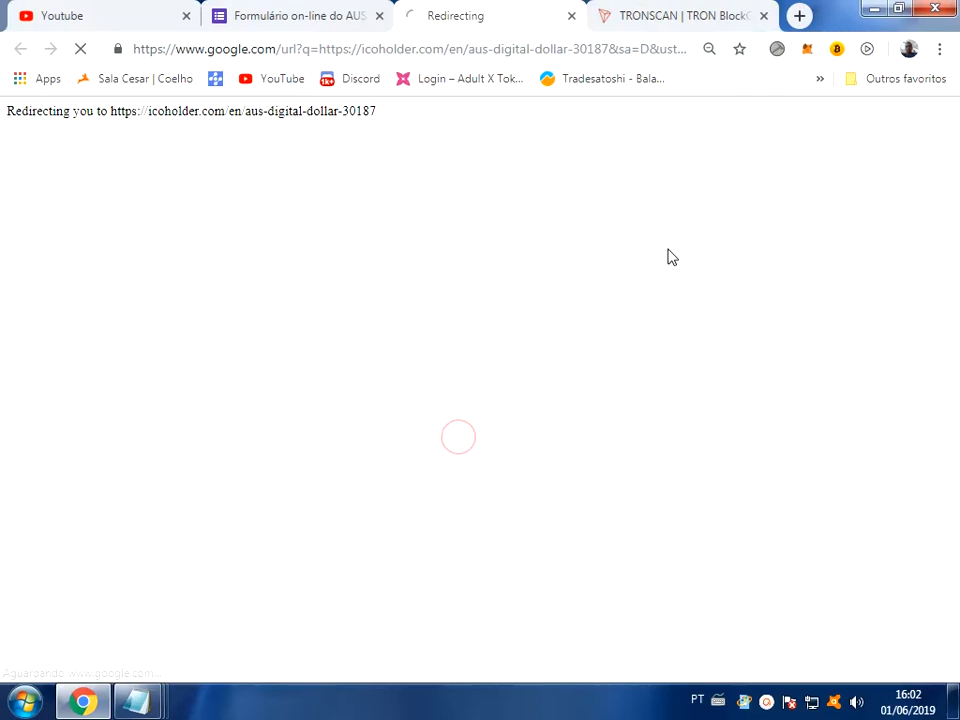 Youtube
Formulário on-line do AUS
Redirecting
TRONSCAN | TRON BlockC
https://www.google.com/url?q=https://icoholder.com/en/aus-digital-dollar-30187&sa=D&ust...
Apps
Sala Cesar | Coelho
YouTube
1k+
Discord
Login – Adult X Tok...
Tradesatoshi - Bala...
»
Outros favoritos
Redirecting you to https://icoholder.com/en/aus-digital-dollar-30187
Aguardando www.google.com...
PT
16:02
01/06/2019